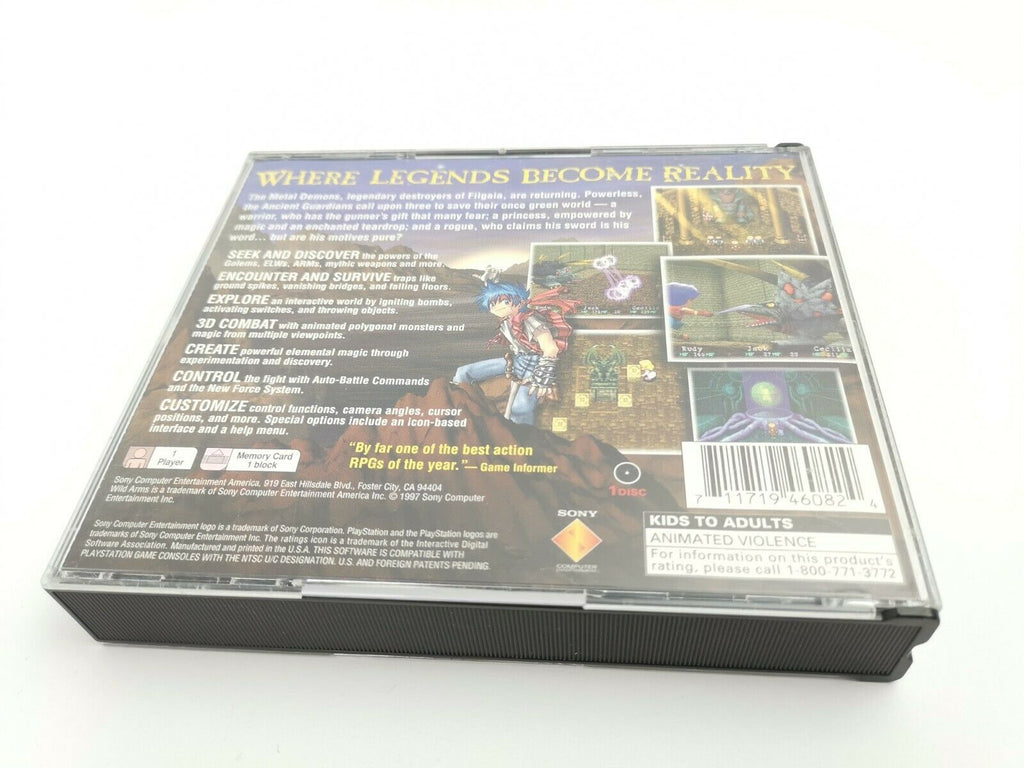 WHERE LEGENDS BECOME REALITY
The Metal Demons, legendary destroyers of Filgaia, are returning. Powerless,
the Ancient Guardians call upon three to save their once green world — a
warrior, who has the gunner's gift that many fear; a princess, empowered by
magic and an enchanted teardrop; and a rogue, who claims his sword is his
word... but are his motives pure?
SEEK AND DISCOVER the powers of the
Golems, ELWs, ARMs, mythic weapons and more.
ENCOUNTER AND SURVIVE traps like
ground spikes, vanishing bridges, and falling floors.
EXPLORE an interactive world by igniting bombs,
activating switches, and throwing objects.
3D COMBAT with animated polygonal monsters and
magic from multiple viewpoints.
CREATE powerful elemental magic through
experimentation and discovery.
CONTROL the fight with Auto-Battle Commands
and the New Force System.
CUSTOMIZE control functions, camera angles, cursor
positions, and more. Special options include an icon-based
interface and a help menu.
Rudy Jack Cecilia
1
Player
Memory Card
1 block
"By far one of the best action
RPGs of the year."— Game Informer
1 DISC
7 11719 46082 4
Sony Computer Entertainment America, 919 East Hillsdale Blvd., Foster City, CA 94404
Wild Arms is a trademark of Sony Computer Entertainment America Inc. © 1997 Sony Computer
Entertainment Inc.
Sony Computer Entertainment logo is a trademark of Sony Corporation. PlayStation and the PlayStation logos are
trademarks of Sony Computer Entertainment Inc. The ratings icon is a trademark of the Interactive Digital
Software Association. Manufactured and printed in the U.S.A. THIS SOFTWARE IS COMPATIBLE WITH
PLAYSTATION GAME CONSOLES WITH THE NTSC U/C DESIGNATION. U.S. AND FOREIGN PATENTS PENDING.
SONY
COMPUTER
KIDS TO ADULTS
ANIMATED VIOLENCE
For information on this product's
rating, please call 1-800-771-3772